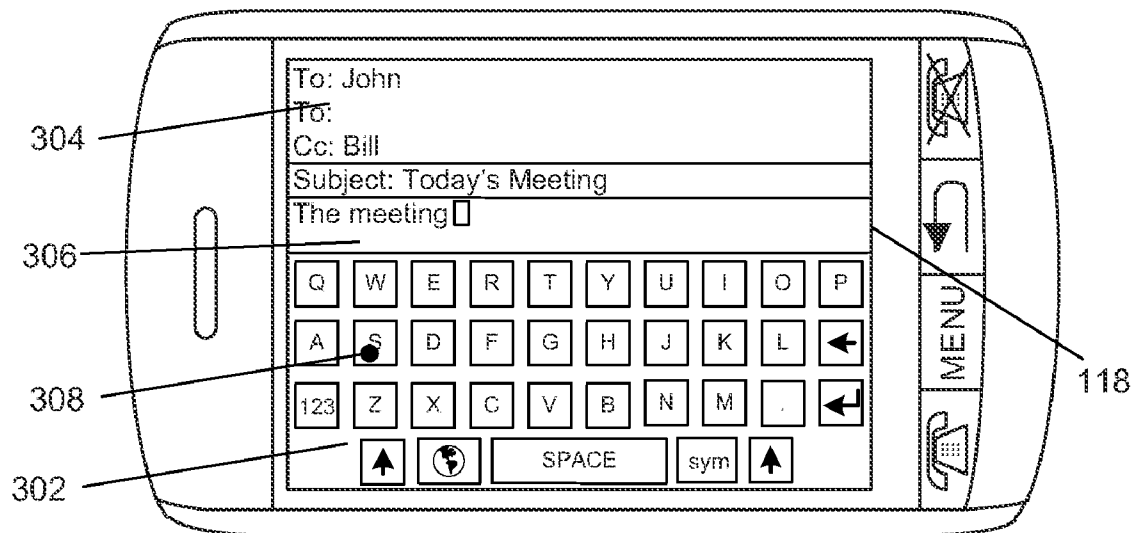 To: John
To:
Cc: Bill
Subject: Today's Meeting
The meeting
Q W E R T Y U I O P
A S D F G H J K L
123 Z X C V B N M .
SPACE sym
MENU
304
306
308
302
118